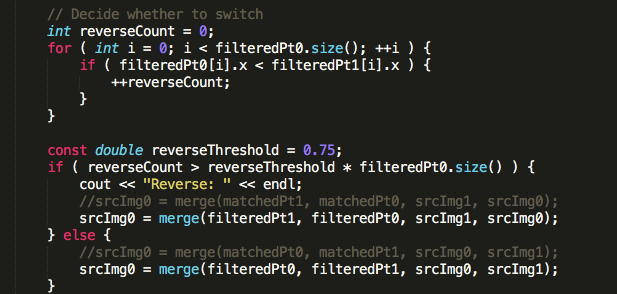 // Decide whether to switch
int reverseCount = 0;
for ( int i = 0; i < filteredPt0.size(); ++i ) {
    if ( filteredPt0[i].x < filteredPt1[i].x ) {
        ++reverseCount;
    }
}

const double reverseThreshold = 0.75;
if ( reverseCount > reverseThreshold * filteredPt0.size() ) {
    cout << "Reverse: " << endl;
    //srcImg0 = merge(matchedPt1, matchedPt0, srcImg1, srcImg0);
    srcImg0 = merge(filteredPt1, filteredPt0, srcImg1, srcImg0);
} else {
    //srcImg0 = merge(matchedPt0, matchedPt1, srcImg0, srcImg1);
    srcImg0 = merge(filteredPt0, filteredPt1, srcImg0, srcImg1);
}